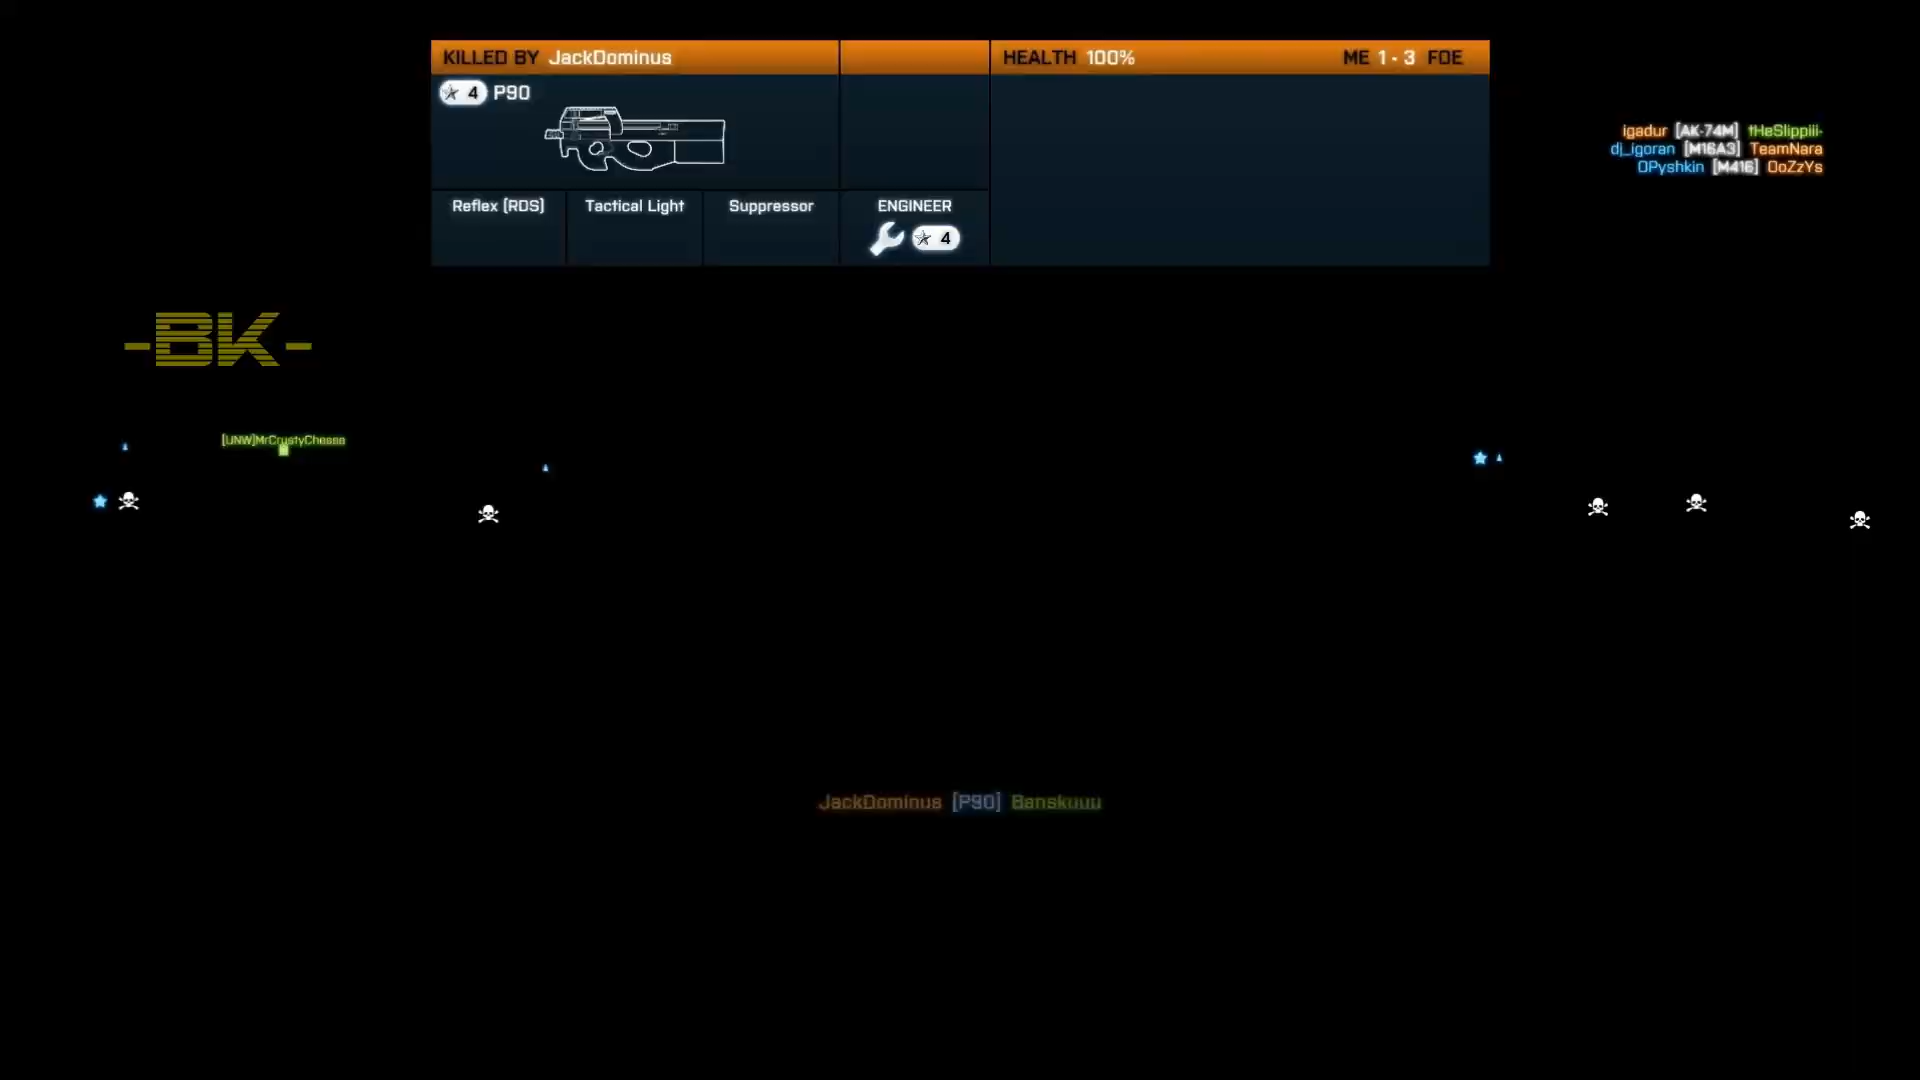 KILLED BY JackDominus
HEALTH 100% ME 1 - 3 FOE
4 P90
Reflex (RDS) Tactical Light Suppressor ENGINEER
4
igadur [AK-74M] tHeSlippiii-
dj_igoran [M16A3] TeamNara
OPyshkin [M416] OoZzYs
-BK-
[UNW]MrCrustyCheese
JackDominus [P90] Banskuuu